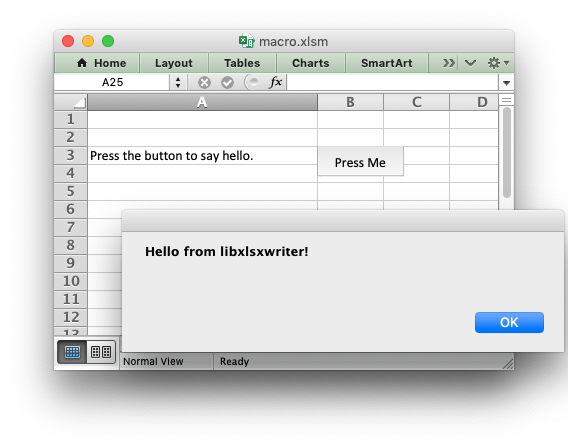 macro.xlsm
Home Layout Tables Charts SmartArt
A25 fx
A B C D
1
2
3 Press the button to say hello. Press Me
4
5
6
7
8
9
10
11
12
13
Hello from libxlsxwriter!
OK
Normal View Ready